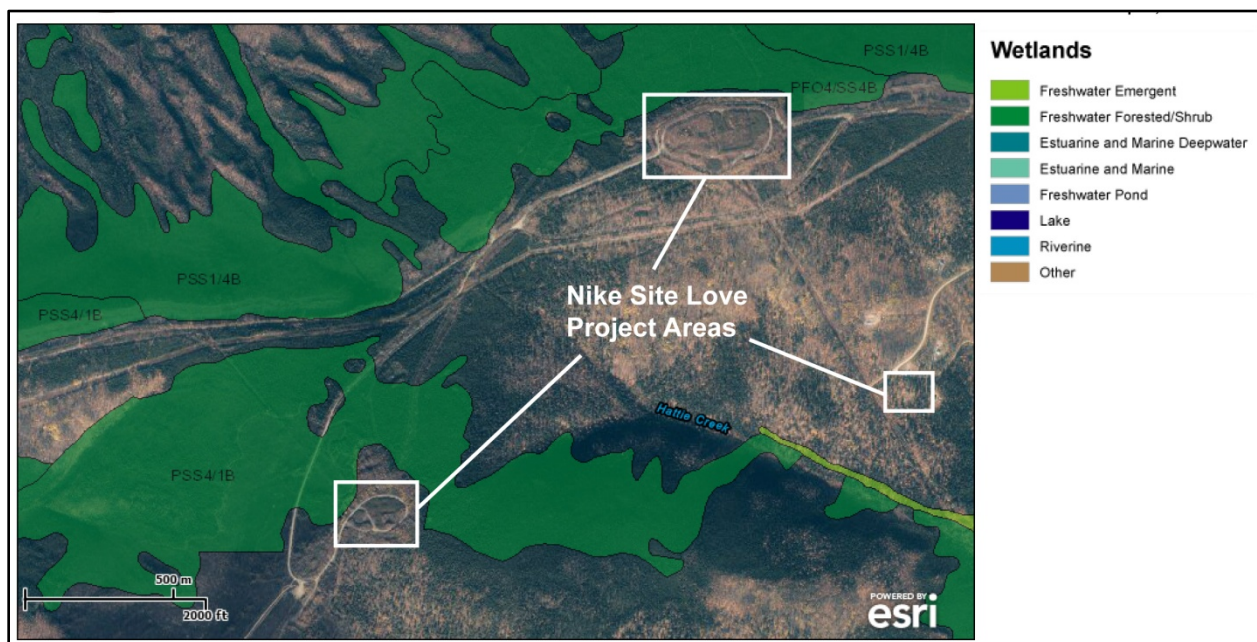 PSS1/4B
PFO4/SS4B
PSS1/4B
PSS4/1B
Nike Site Love
Project Areas
Hattie Creek
PSS4/1B
500 m
2000 ft
POWERED BY
esri
Wetlands
Freshwater Emergent
Freshwater Forested/Shrub
Estuarine and Marine Deepwater
Estuarine and Marine
Freshwater Pond
Lake
Riverine
Other